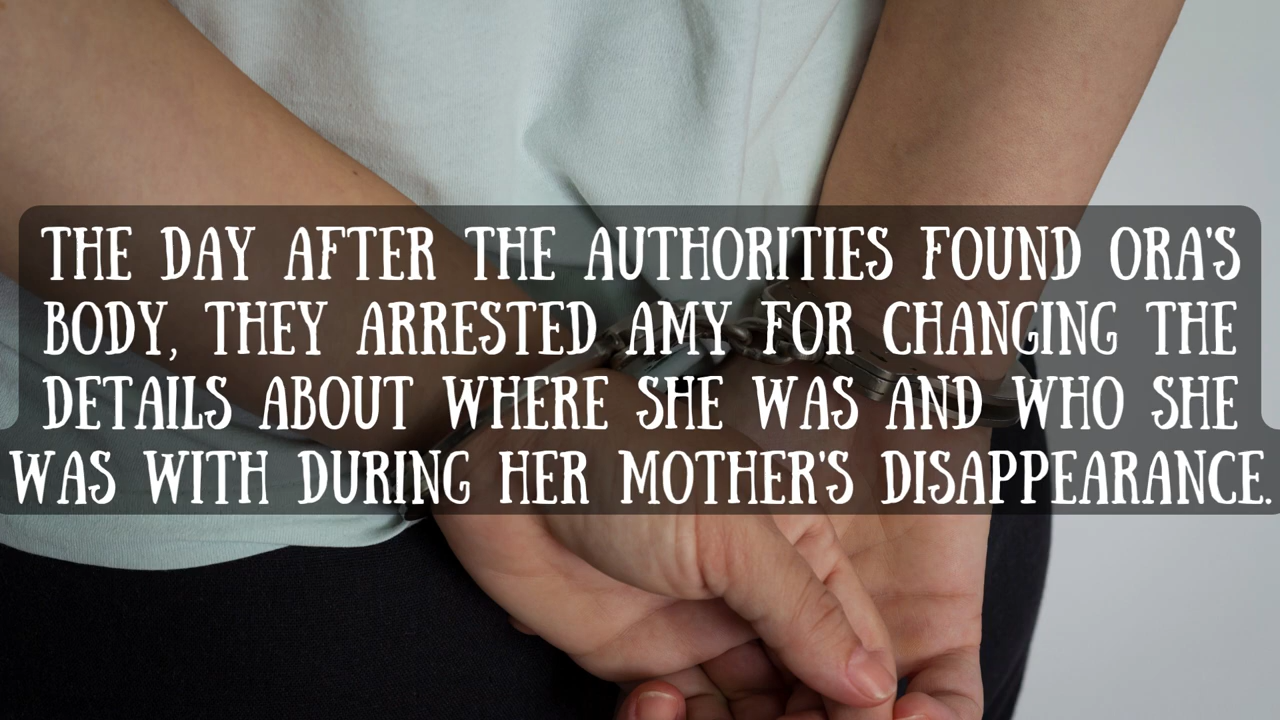 THE DAY AFTER THE AUTHORITIES FOUND ORA'S
BODY, THEY ARRESTED AMY FOR CHANGING THE
DETAILS ABOUT WHERE SHE WAS AND WHO SHE
WAS WITH DURING HER MOTHER'S DISAPPEARANCE.